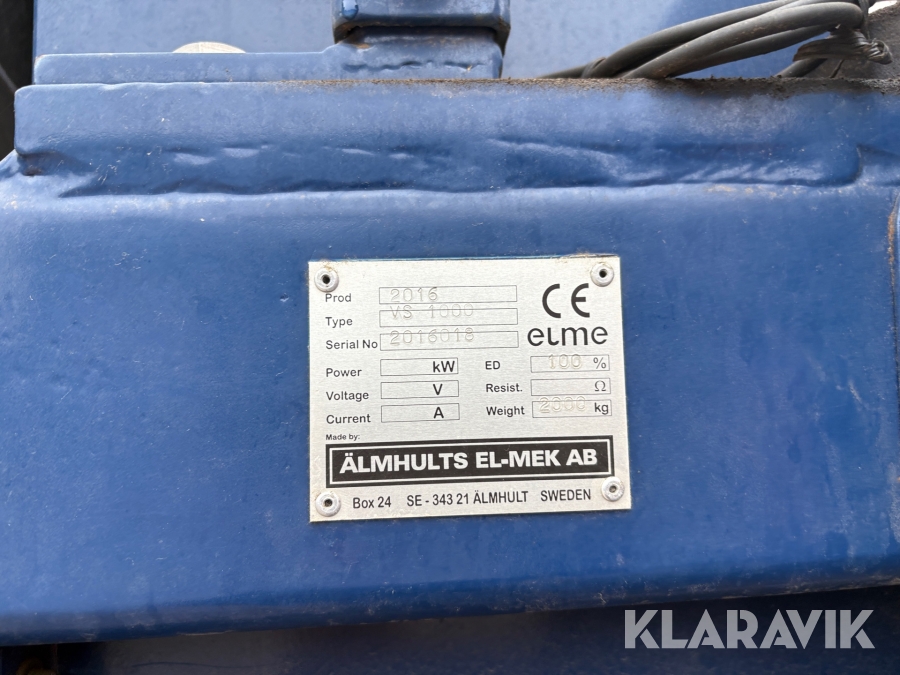 Prod 2016
Type VS 1000
Serial No 2016018
CE
elme
Power kW
Voltage V
Current A
ED 100 %
Resist. Ω
Weight 2000 kg
Made by:
ÄLMHULTS EL-MEK AB
Box 24 SE - 343 21 ÄLMHULT SWEDEN
KLARAVIK